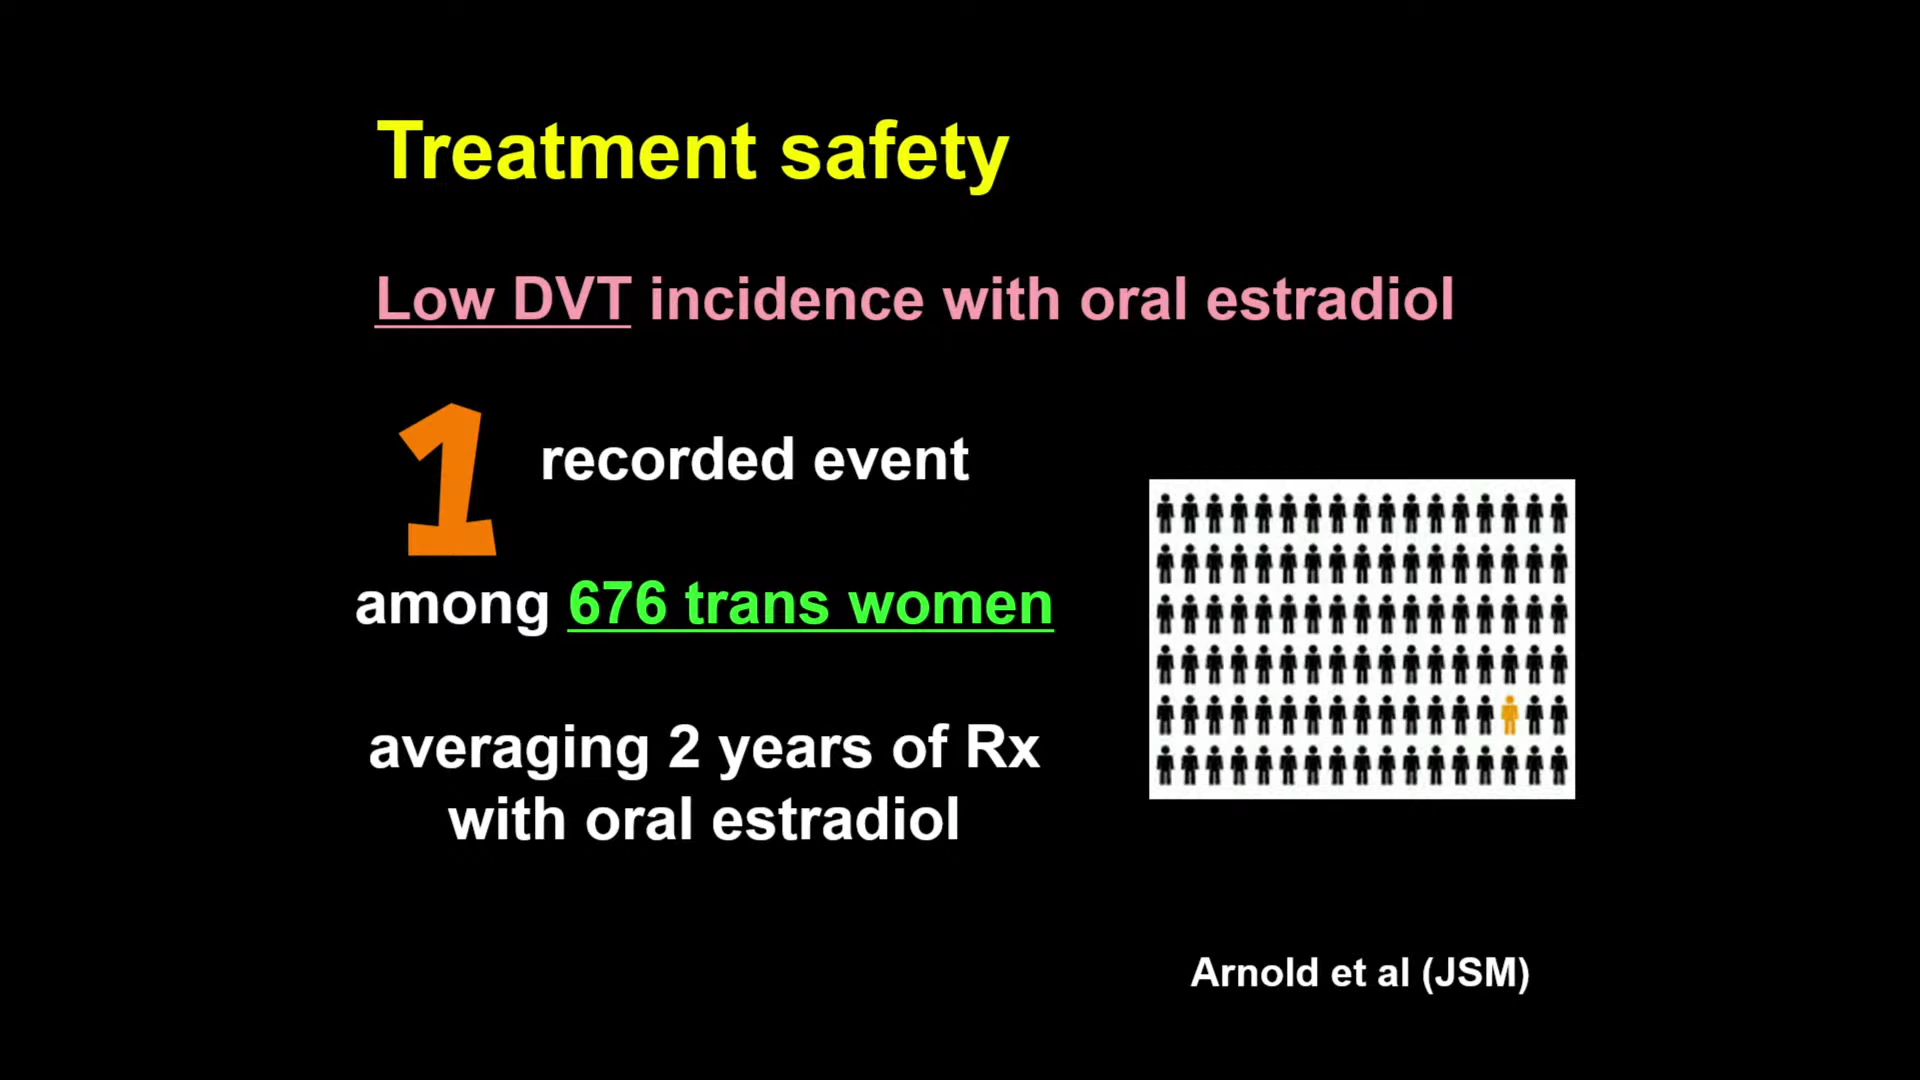 Treatment safety
Low DVT incidence with oral estradiol
1 recorded event
among 676 trans women
averaging 2 years of Rx
with oral estradiol
Arnold et al (JSM)